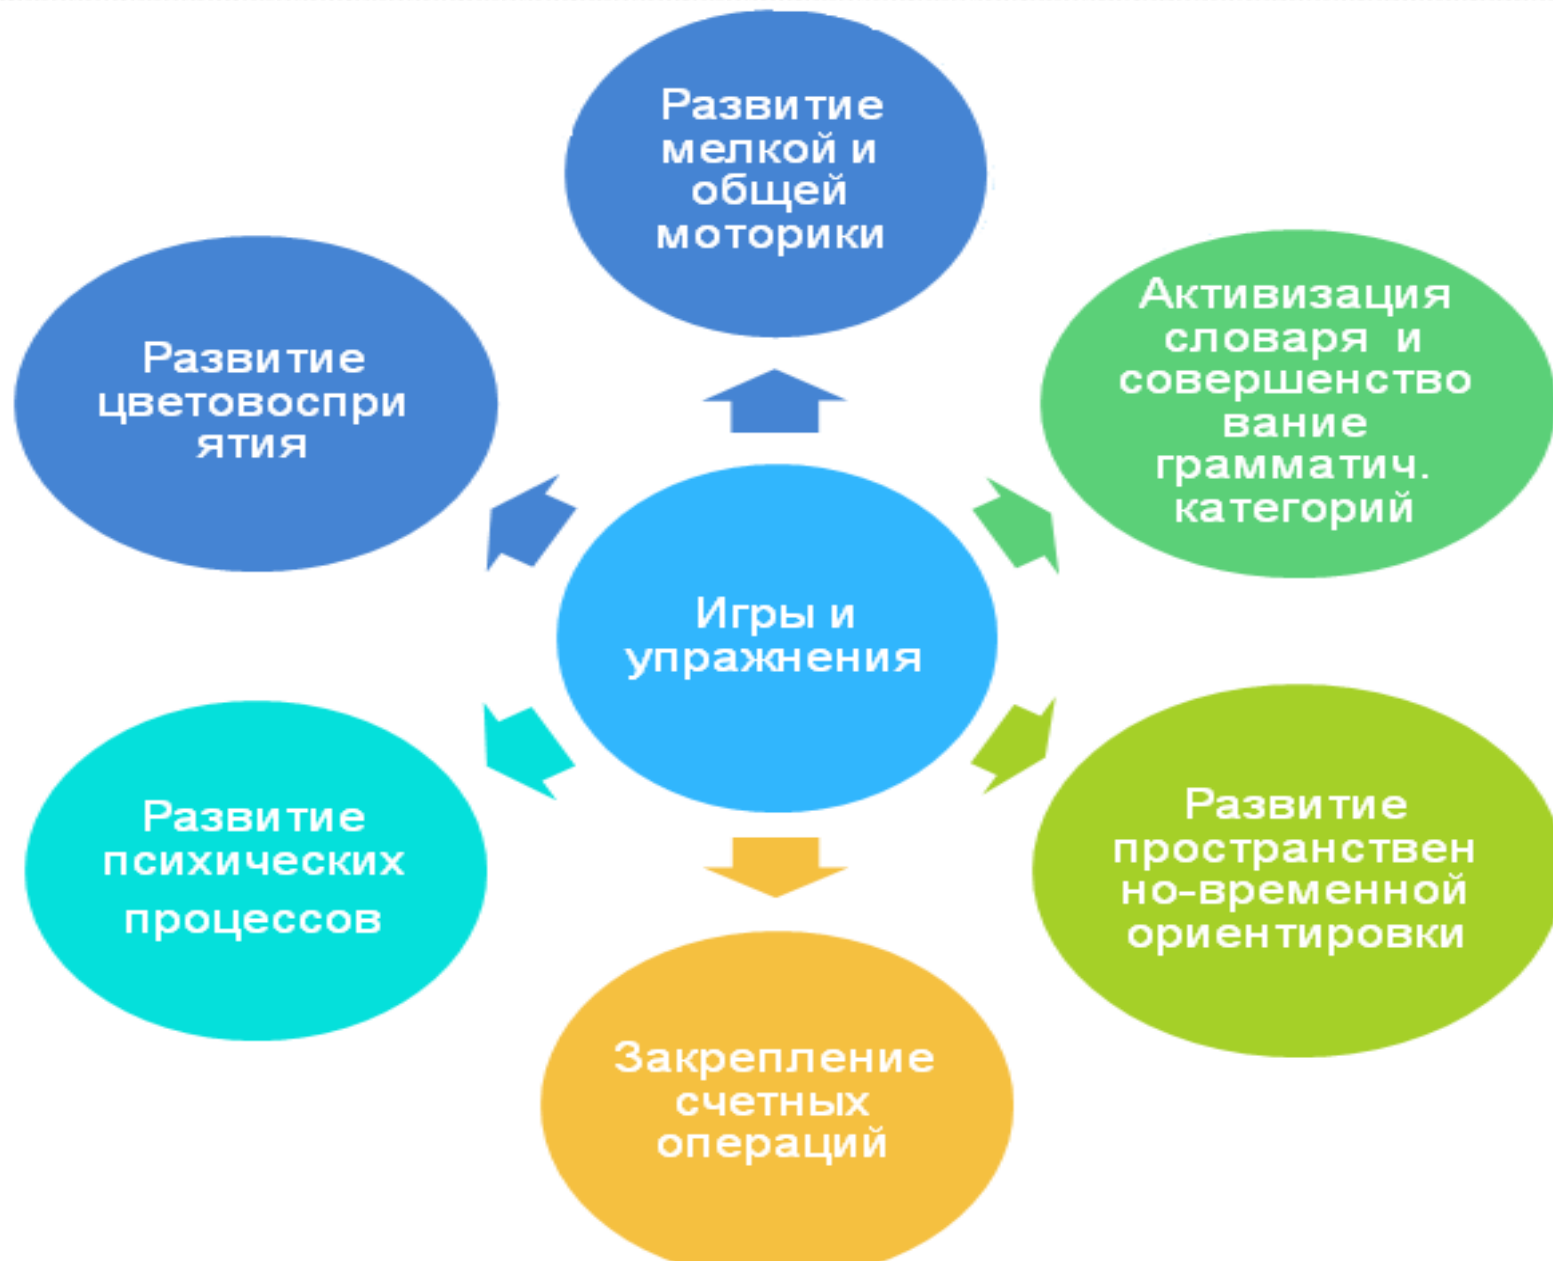 Развитие
мелкой и
общей
моторики
Активизация
словаря и
совершенство
вание
грамматич.
категорий
Развитие
пространствен
но-временной
ориентировки
Закрепление
счетных
операций
Развитие
психических
процессов
Развитие
цветовоспри
ятия
Игры и
упражнения